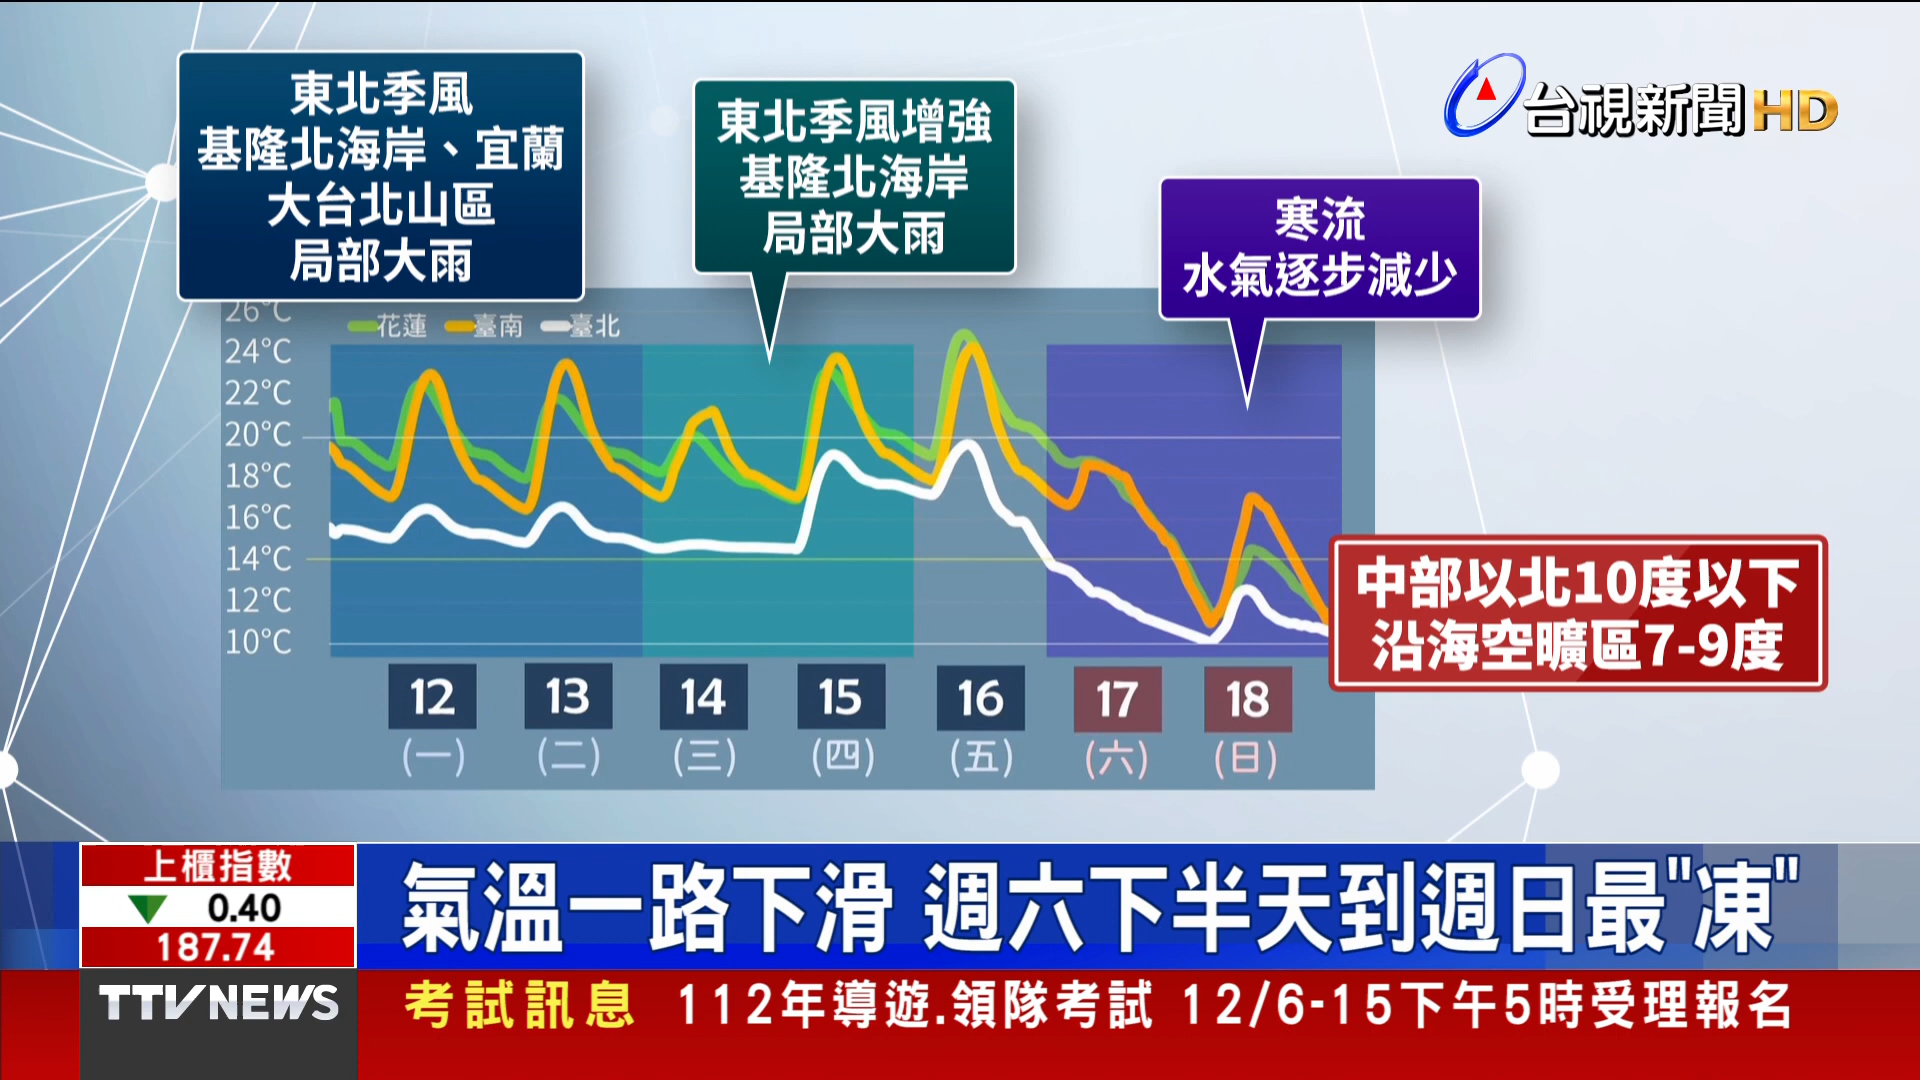 東北季風
基隆北海岸、宜蘭
大台北山區
局部大雨
東北季風增強
基隆北海岸
局部大雨
寒流
水氣逐步減少
台視新聞HD
花蓮 臺南 臺北
26°C
24°C
22°C
20°C
18°C
16°C
14°C
12°C
10°C
中部以北10度以下
沿海空曠區7-9度
12 13 14 15 16 17 18
(一) (二) (三) (四) (五) (六) (日)
上櫃指數
▼ 0.40
187.74
氣溫一路下滑 週六下半天到週日最"凍"
TTV NEWS
考試訊息 112年導遊.領隊考試 12/6-15下午5時受理報名